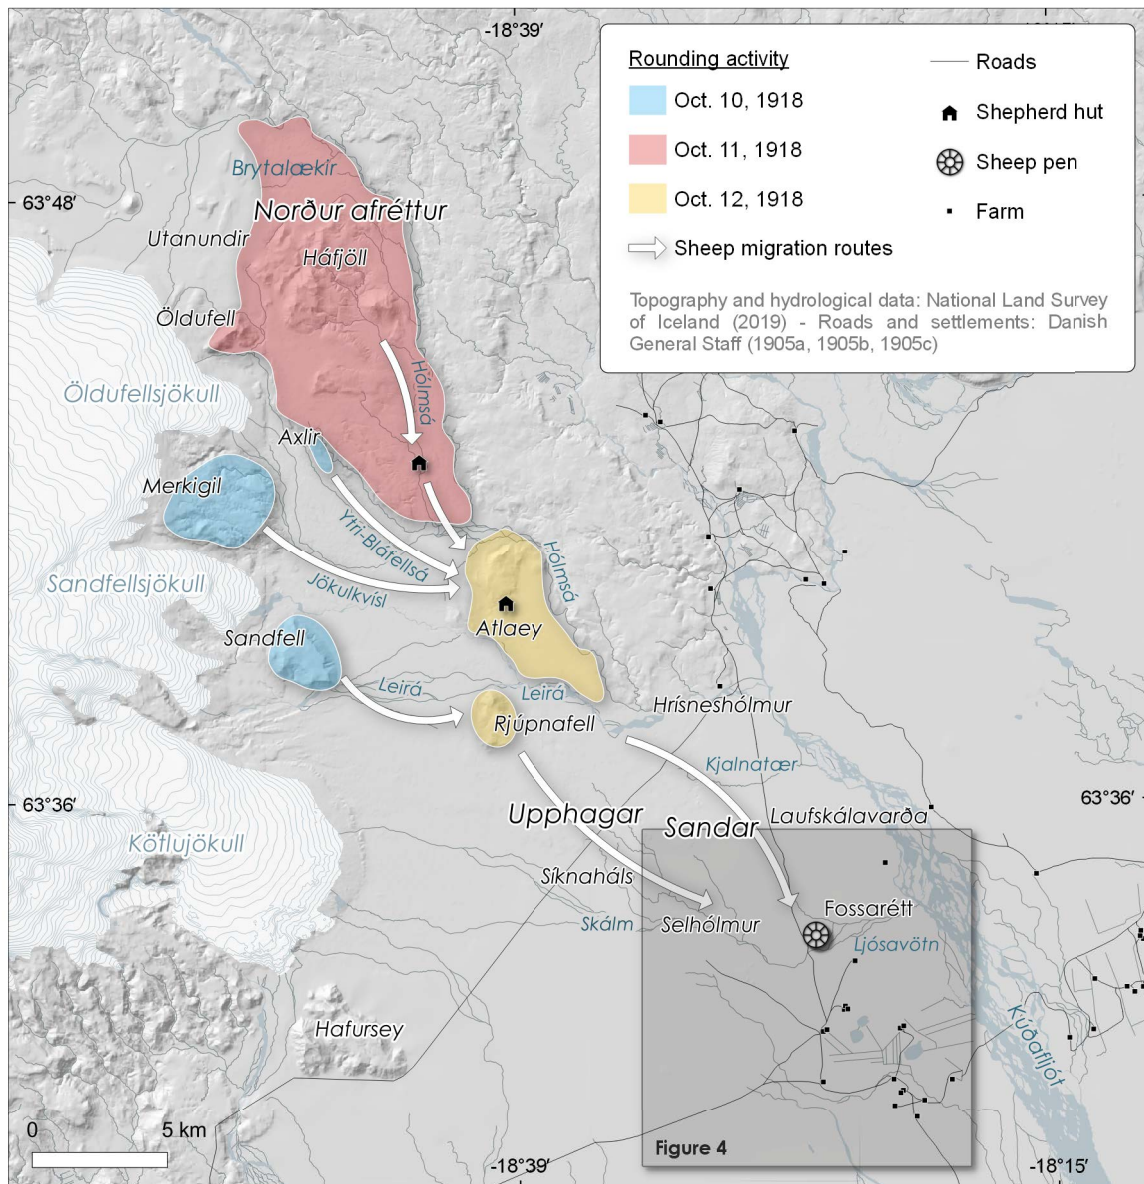 -18°39′
Rounding activity
Oct. 10, 1918
Oct. 11, 1918
Oct. 12, 1918
Sheep migration routes
Roads
Shepherd hut
Sheep pen
Farm
Topography and hydrological data: National Land Survey
of Iceland (2019) - Roads and settlements: Danish
General Staff (1905a, 1905b, 1905c)
63°48′
Brytalækir
Norður afréttur
Utanundir
Háfjöll
Öldufell
Hólmsá
Öldufellsjökull
Axlir
Merkigil
Ytri-Bláfellsá
Hólmsá
Jökulkvísl
Sandfellsjökull
Atlaey
Sandfell
Leirá
Leirá
Rjúpnafell
Hrísneshólmur
Kjalnatær
63°36′
63°36′
Upphagar
Sandar
Laufskálavarða
Kötlujökull
Síknaháls
Fossarétt
Skálm
Selhólmur
Ljósavötn
Hafursey
Kúðafljót
0
5 km
Figure 4
-18°39′
-18°15′